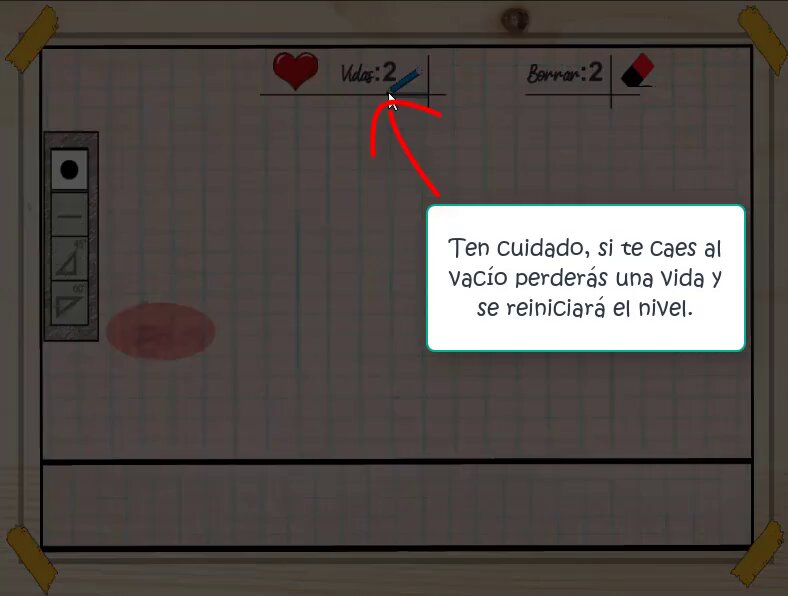 Vidas:2
Borrar:2
45°
60°
Ten cuidado, si te caes al
vacío perderás una vida y
se reiniciará el nivel.